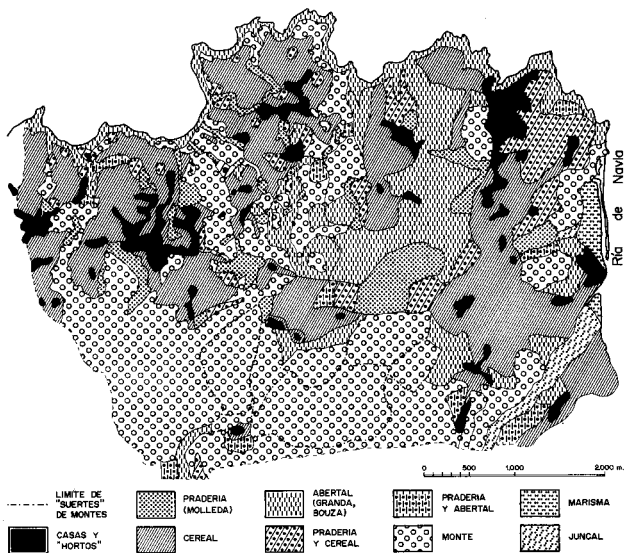 Ría de Navia
0 500 1,000 2,000 m.
LIMITE DE
"SUERTES"
DE MONTES
PRADERIA
(MOLLEDA)
ABERTAL
(GRANDA,
BOUZA)
PRADERIA
Y ABERTAL
MARISMA
CASAS Y
"HORTOS"
CEREAL
PRADERIA
Y CEREAL
MONTE
JUNCAL